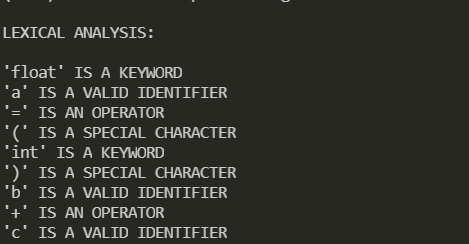 LEXICAL ANALYSIS:
'float' IS A KEYWORD
'a' IS A VALID IDENTIFIER
'=' IS AN OPERATOR
'(' IS A SPECIAL CHARACTER
'int' IS A KEYWORD
')' IS A SPECIAL CHARACTER
'b' IS A VALID IDENTIFIER
'+' IS AN OPERATOR
'c' IS A VALID IDENTIFIER